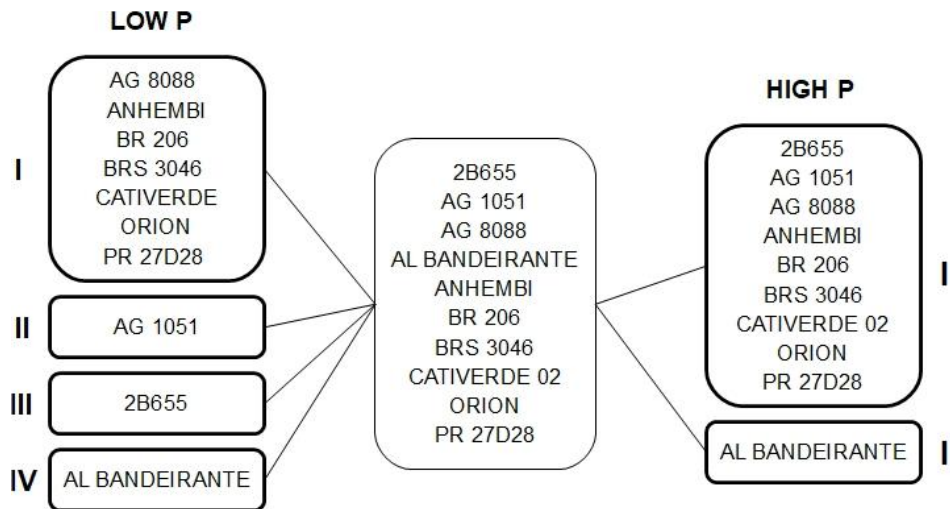 LOW P
I
AG 8088
ANHEMBI
BR 206
BRS 3046
CATIVERDE
ORION
PR 27D28
II
AG 1051
III
2B655
IV
AL BANDEIRANTE
2B655
AG 1051
AG 8088
AL BANDEIRANTE
ANHEMBI
BR 206
BRS 3046
CATIVERDE 02
ORION
PR 27D28
HIGH P
2B655
AG 1051
AG 8088
ANHEMBI
BR 206
BRS 3046
CATIVERDE 02
ORION
PR 27D28
I
AL BANDEIRANTE
I